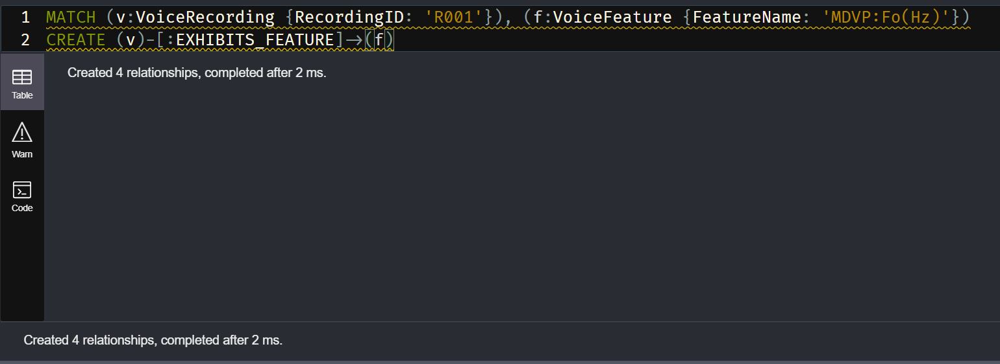 1 MATCH (v:VoiceRecording {RecordingID: 'R001'}), (f:VoiceFeature {FeatureName: 'MDVP:Fo(Hz)'})
2 CREATE (v)-[:EXHIBITS_FEATURE]->(f)
Created 4 relationships, completed after 2 ms.
Table
Warn
Code
Created 4 relationships, completed after 2 ms.